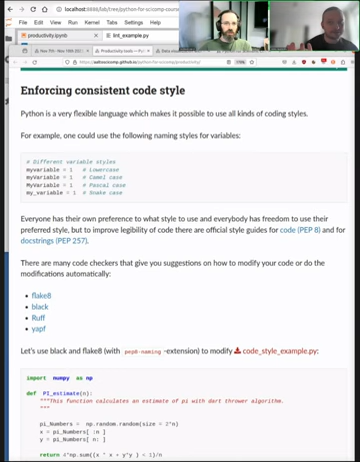 localhost:8888/lab/tree/python-for-scicomp-cours
File Edit View Run Kernel Tabs Settings Help
productivity.ipynb
lint_example.py
Productivity tools
https://aaltoscicomp.github.io/python-for-scicomp/productivity/
Enforcing consistent code style
Python is a very flexible language which makes it possible to use all kinds of coding styles.
For example, one could use the following naming styles for variables:
# Different variable styles
myvariable = 1 # Lowercase
myVariable = 1 # Camel case
MyVariable = 1 # Pascal case
my_variable = 1 # Snake case
Everyone has their own preference to what style to use and everybody has freedom to use their
preferred style, but to improve legibility of code there are official style guides for code (PEP 8) and for
docstrings (PEP 257).
There are many code checkers that give you suggestions on how to modify your code or do the
modifications automatically:
• flake8
• black
• Ruff
• yapf
Let's use black and flake8 (with pep8-naming -extension) to modify code_style_example.py:
import numpy as np
def PI_estimate(n):
"""This function calculates an estimate of pi with dart thrower algorithm.
"""
pi_Numbers = np.random.random(size = 2*n)
x = pi_Numbers[ :n ]
y = pi_Numbers[ n: ]
return 4*np.sum((x * x + y*y ) < 1)/n